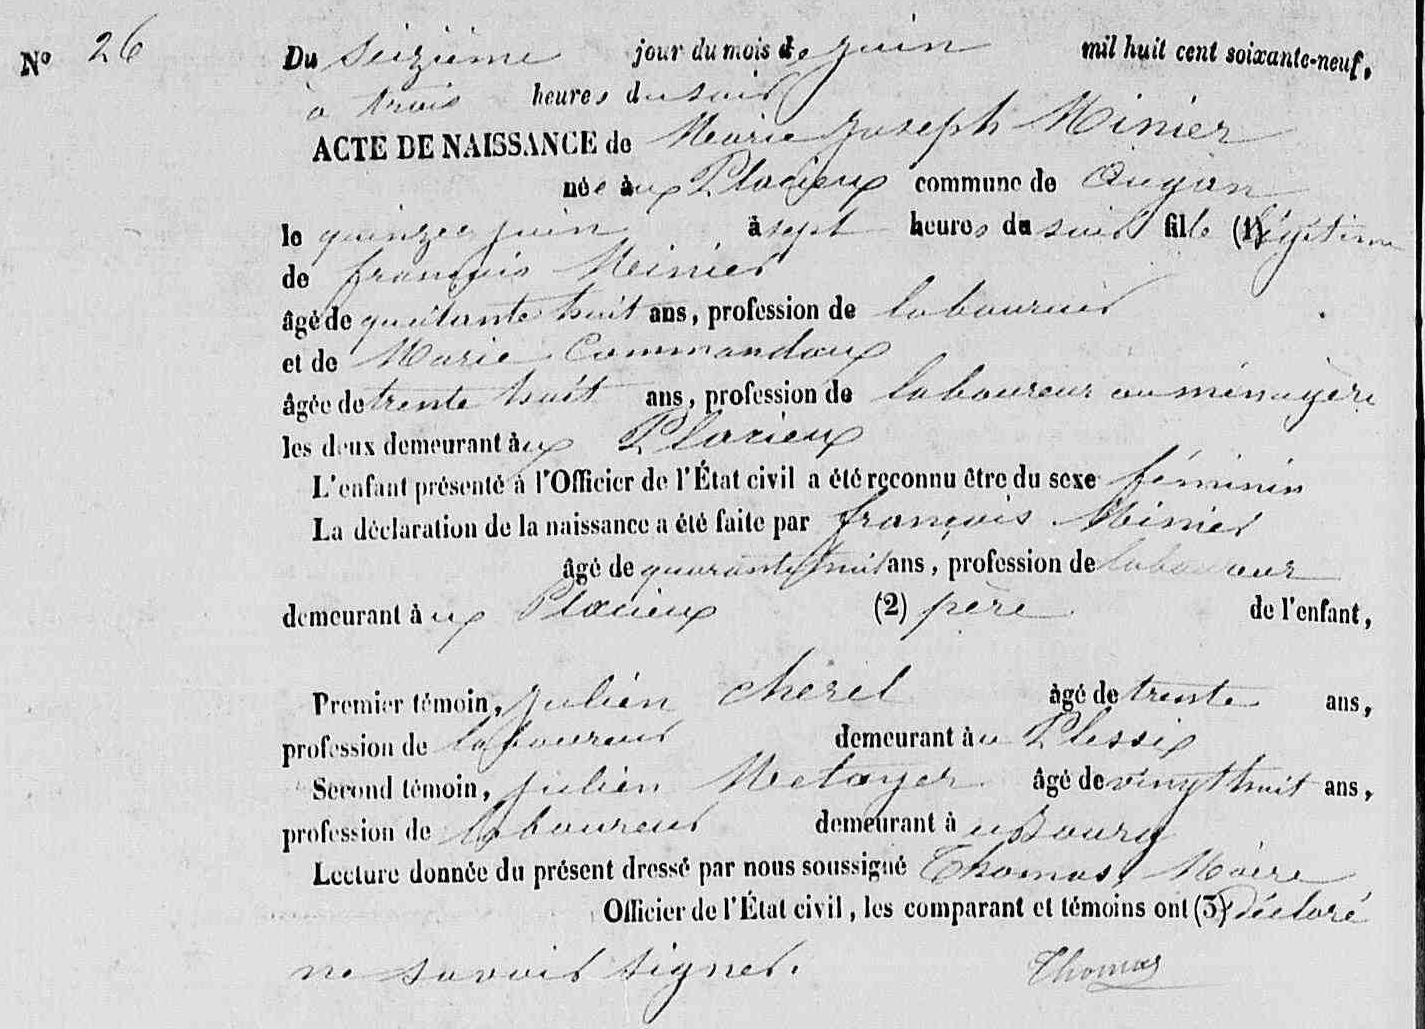 N° 26
Du seizième jour du mois de juin mil huit cent soixante-neuf,
à trois heures du soir
ACTE DE NAISSANCE de Marie Joseph Minier
née aux Placieux commune de Augan
le quinze juin à sept heures du soir fille (1) légitime
de françois Minier
âgé de quarante huit ans, profession de laboureur
et de Marie Commandoux
âgée de trente huit ans, profession de laboureur ou ménagère
les deux demeurant aux Placieux
L'enfant présenté à l'Officier de l'État civil a été reconnu être du sexe féminin
La déclaration de la naissance a été faite par françois Minier
âgé de quarante huit ans, profession de laboureur
demeurant aux Placieux (2) père de l'enfant,
Premier témoin, julien chérel âgé de trente ans,
profession de laboureur demeurant au Plessix
Second témoin, julien Metayer âgé de vingt huit ans,
profession de laboureur demeurant au Bourg
Lecture donnée du présent dressé par nous soussigné Thomas, Maire
Officier de l'État civil, les comparant et témoins ont (3) déclaré
ne savoir signer. Thomas